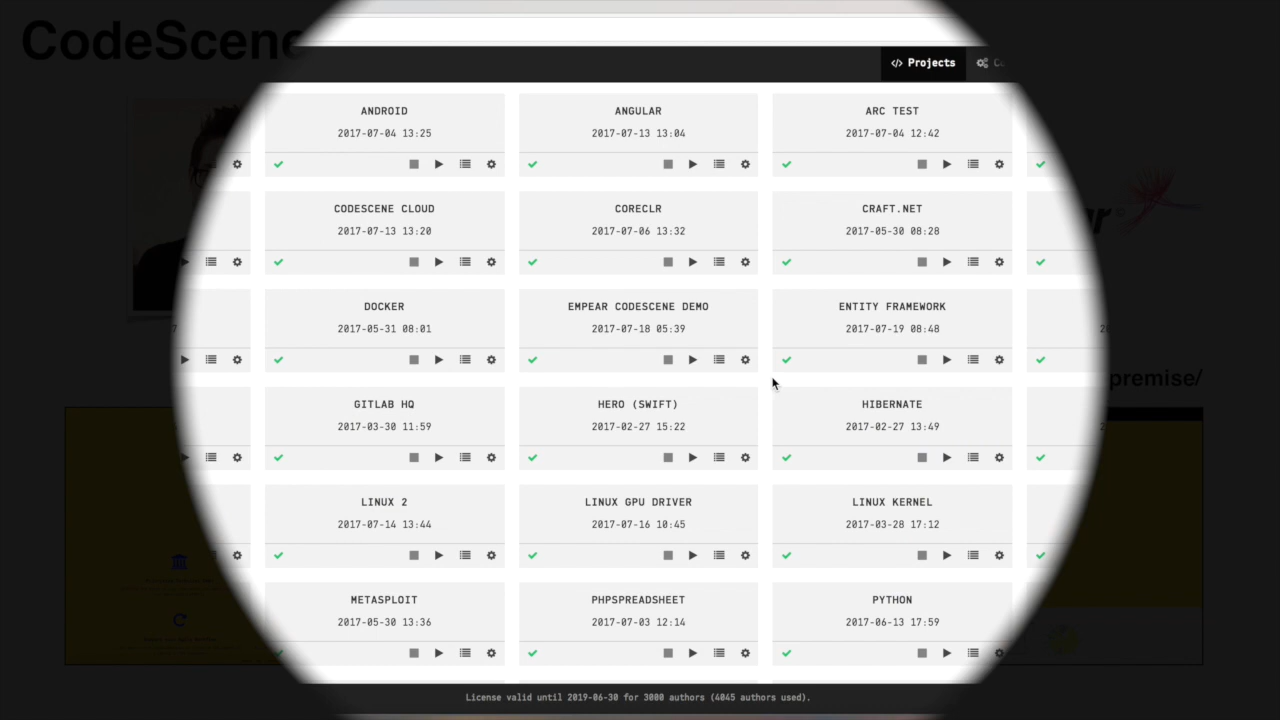 CodeScene
Projects
ANDROID
2017-07-04 13:25
ANGULAR
2017-07-13 13:04
ARC TEST
2017-07-04 12:42
CODESCENE CLOUD
2017-07-13 13:20
CORECLR
2017-07-06 13:32
CRAFT.NET
2017-05-30 08:28
DOCKER
2017-05-31 08:01
EMPEAR CODESCENE DEMO
2017-07-18 05:39
ENTITY FRAMEWORK
2017-07-19 08:48
premise/
GITLAB HQ
2017-03-30 11:59
HERO (SWIFT)
2017-02-27 15:22
HIBERNATE
2017-02-27 13:49
LINUX 2
2017-07-14 13:44
LINUX GPU DRIVER
2017-07-16 10:45
LINUX KERNEL
2017-03-28 17:12
METASPLOIT
2017-05-30 13:36
PHPSPREADSHEET
2017-07-03 12:14
PYTHON
2017-06-13 17:59
License valid until 2019-06-30 for 3000 authors (4045 authors used).